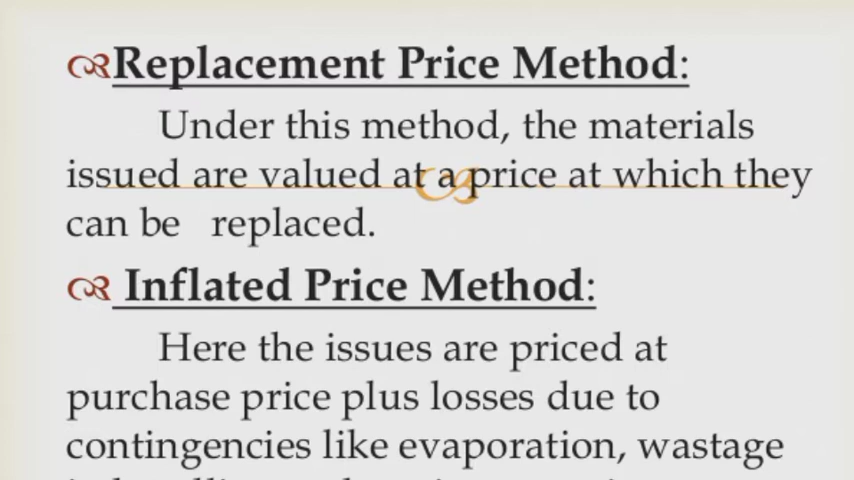 Replacement Price Method:
Under this method, the materials
issued are valued at a price at which they
can be replaced.
Inflated Price Method:
Here the issues are priced at
purchase price plus losses due to
contingencies like evaporation, wastage